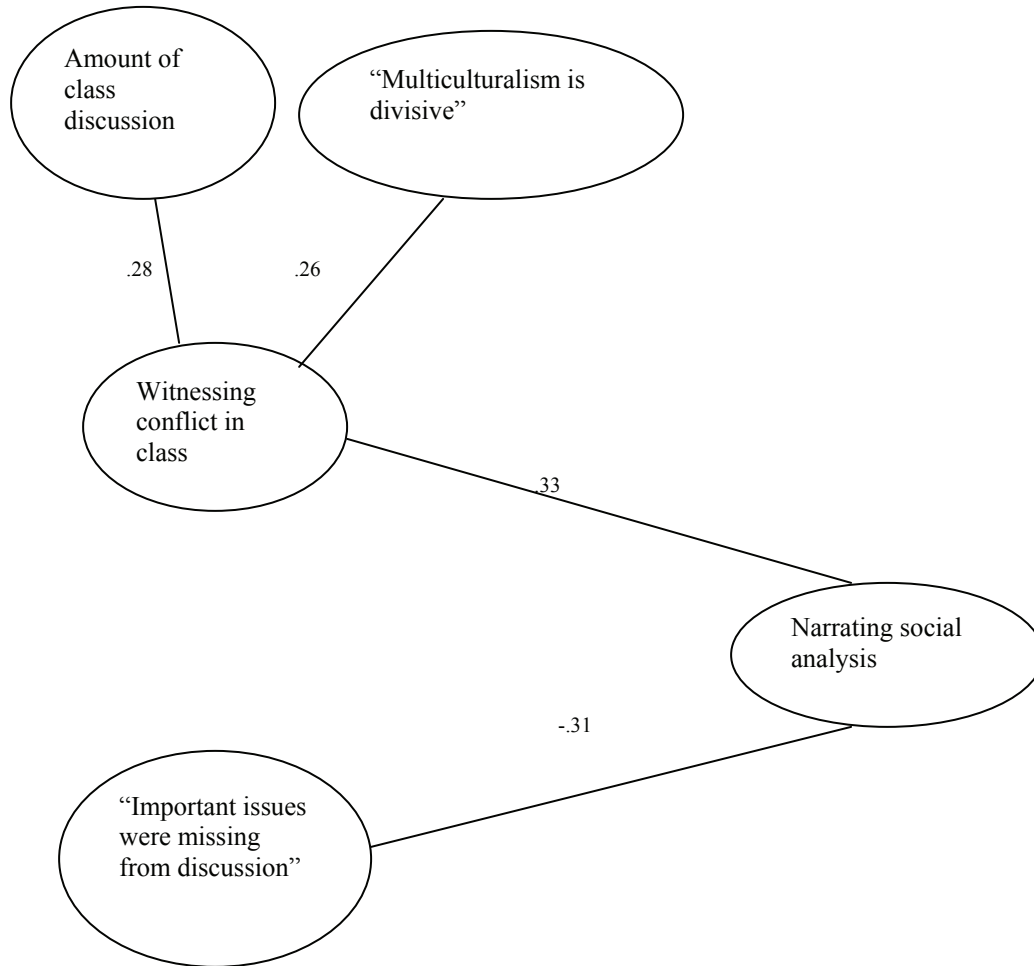 Amount of
class
discussion
“Multiculturalism is
divisive”
.28
.26
Witnessing
conflict in
class
.33
Narrating social
analysis
-.31
“Important issues
were missing
from discussion”